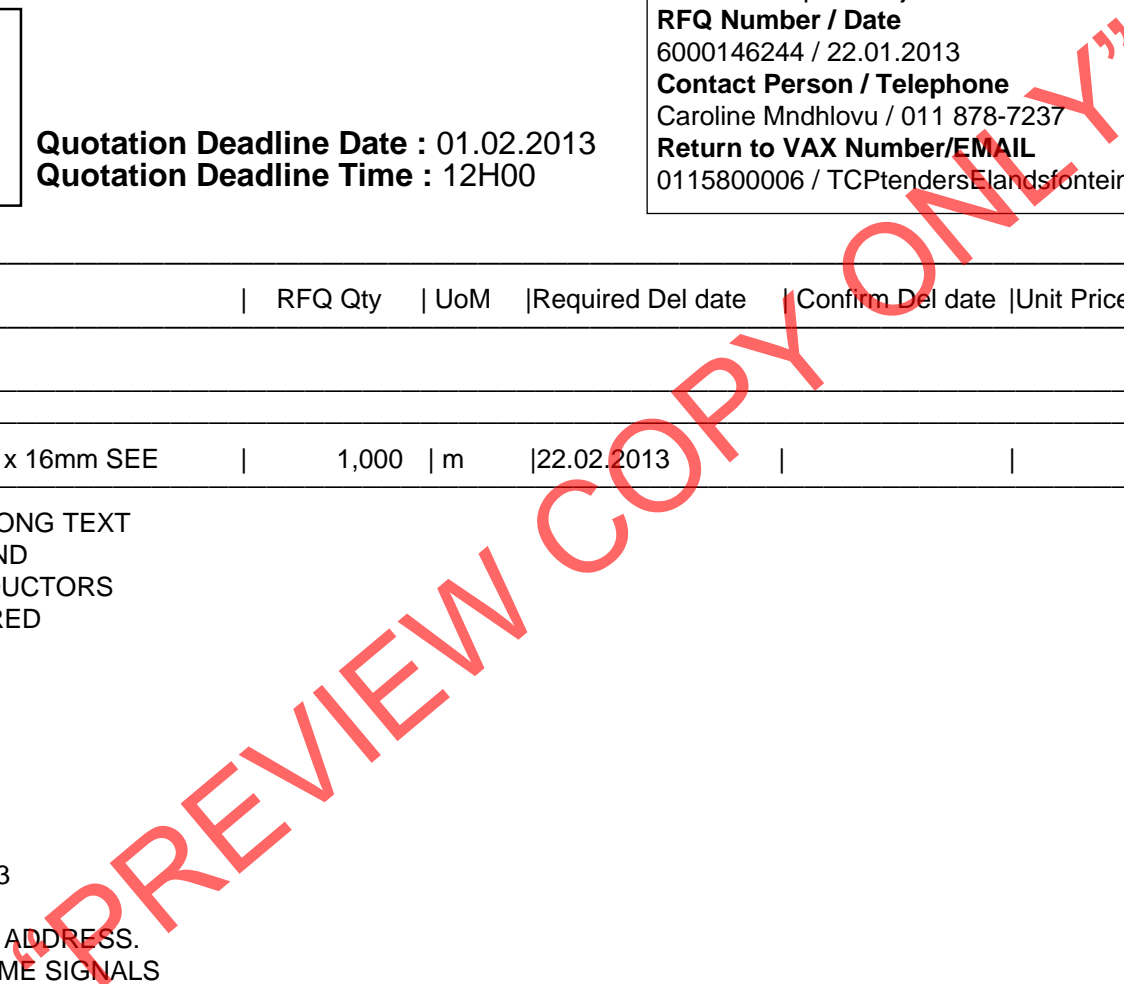 RFQ Number / Date
6000146244 / 22.01.2013
Contact Person / Telephone
Caroline Mndhlovu / 011 878-7237
Return to VAX Number/EMAIL
0115800006 / TCPtendersElandsfontein
Quotation Deadline Date : 01.02.2013
Quotation Deadline Time : 12H00
| RFQ Qty | UoM |Required Del date | Confirm Del date |Unit Price
x 16mm SEE | 1,000 | m |22.02.2013 | |
ONG TEXT
ND
DUCTORS
RED
3
ADDRESS.
ME SIGNALS
“PREVIEW COPY ONLY”